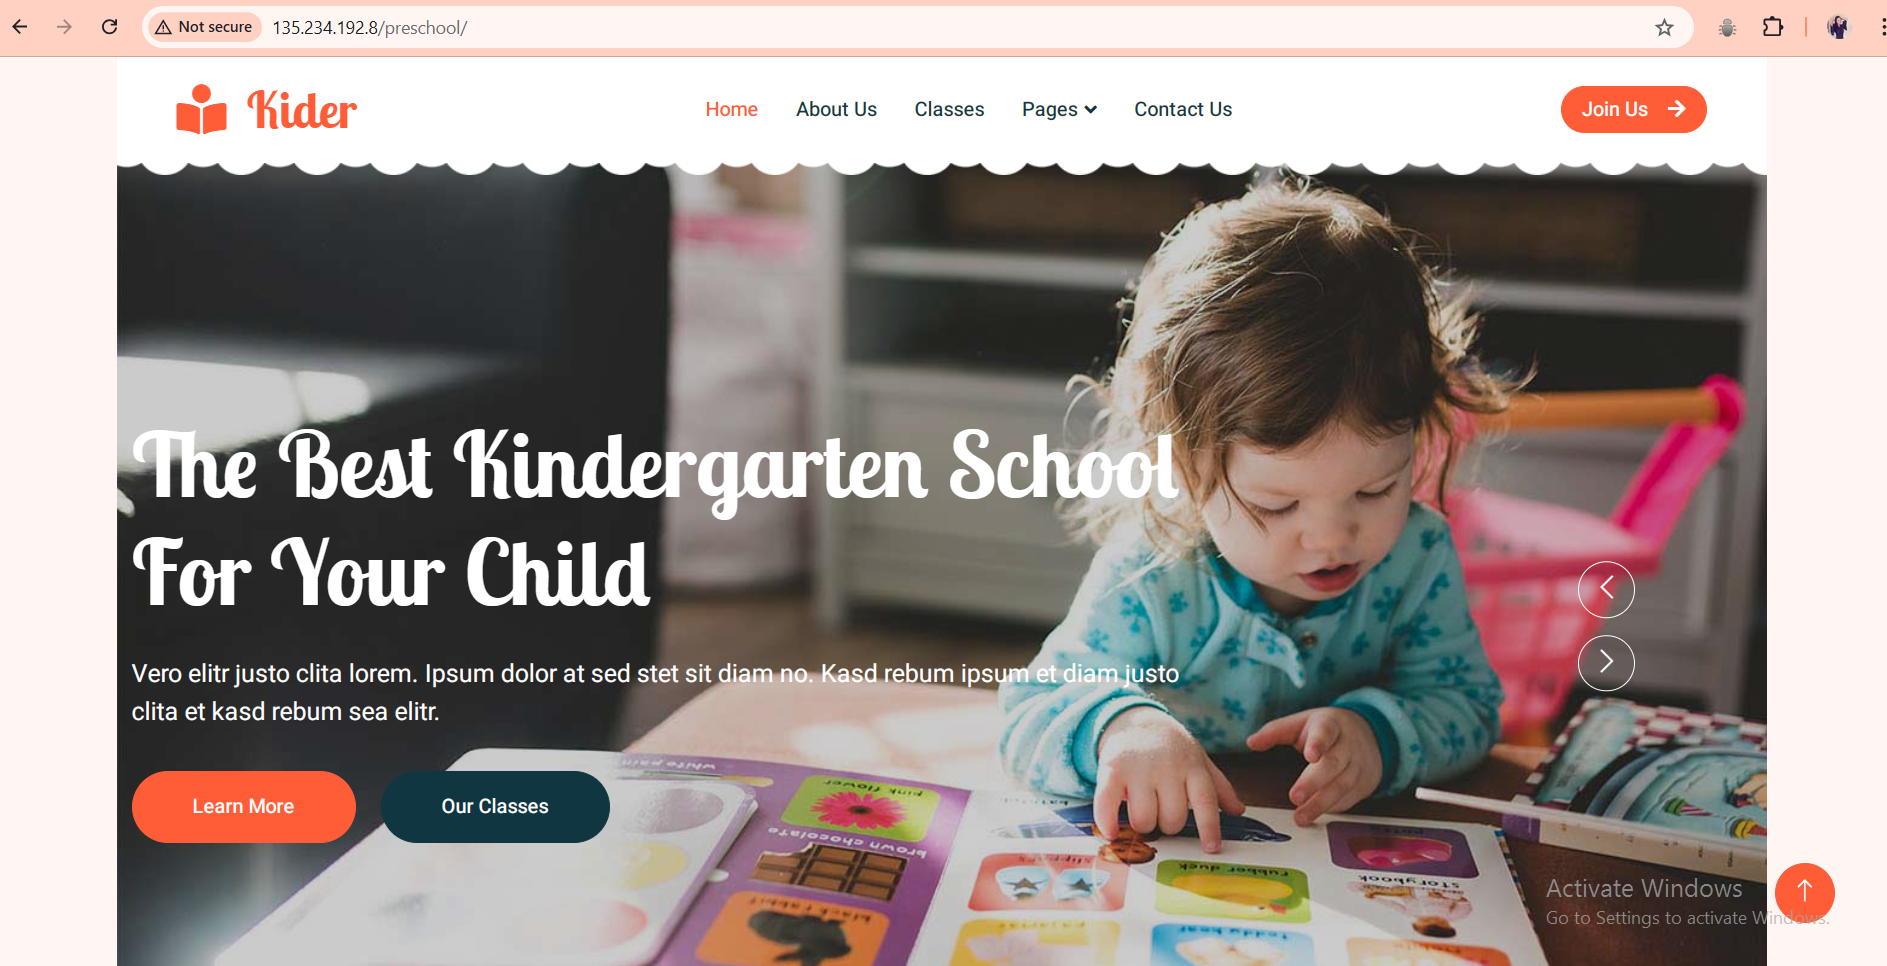 Not secure 135.234.192.8/preschool/
Kider
Home About Us Classes Pages Contact Us
Join Us
The Best Kindergarten School
For Your Child
Vero elitr justo clita lorem. Ipsum dolor at sed stet sit diam no. Kasd rebum ipsum et diam justo
clita et kasd rebum sea elitr.
Learn More
Our Classes
white paint
pink flower
brown chocolate
black rabbit
slippers
rubber duck
storybook
teddy bear
Activate Windows
Go to Settings to activate Windows.